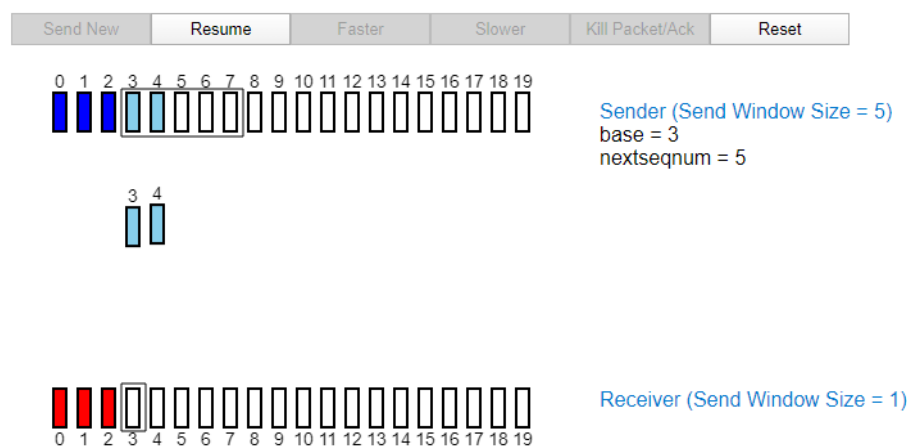 Send New Resume Faster Slower Kill Packet/Ack Reset
0 1 2 3 4 5 6 7 8 9 10 11 12 13 14 15 16 17 18 19
Sender (Send Window Size = 5)
base = 3
nextseqnum = 5
3 4
Receiver (Send Window Size = 1)
0 1 2 3 4 5 6 7 8 9 10 11 12 13 14 15 16 17 18 19